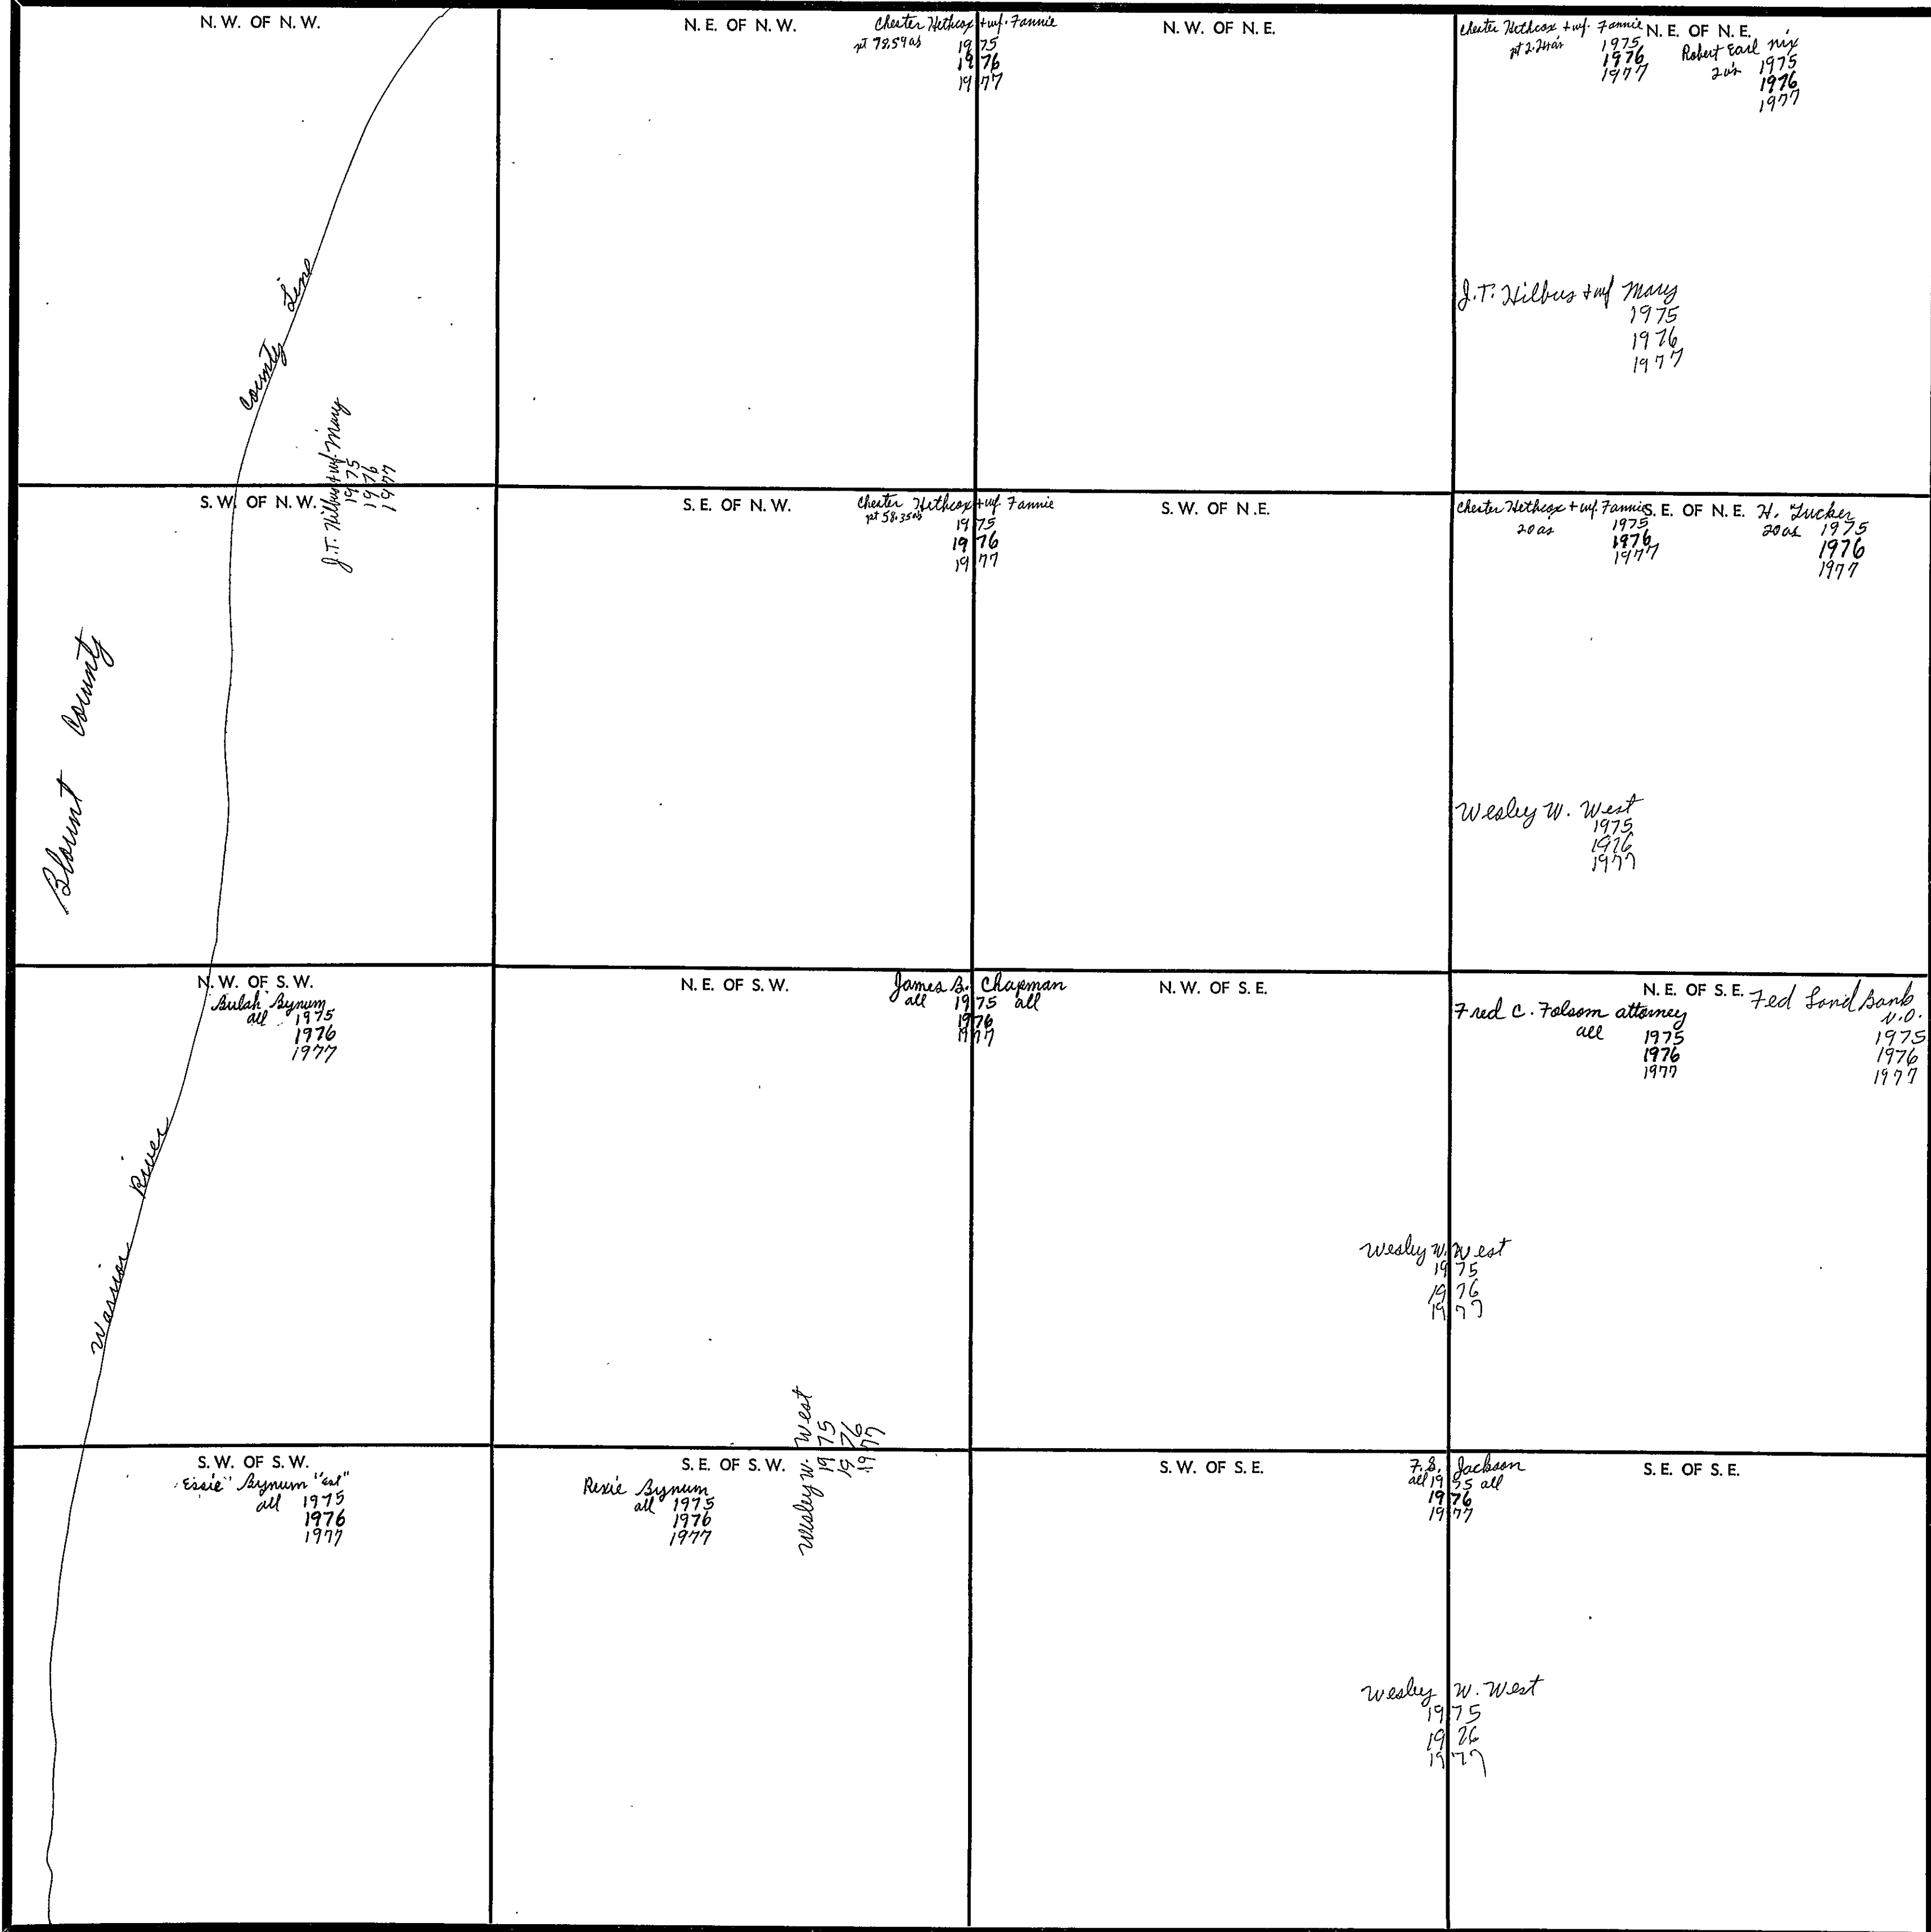 N. W. OF N. W.
N. E. OF N. W.
Chester Hethcox + wf. Fannie
pt 78.59 as
1975
1976
1977
N. W. OF N. E.
Chester Hethcox + wf. Fannie
1975
1976
1977
N. E. OF N. E.
Robert Earl Nix
1975
1976
1977
County Line
J.T. Hilbus + wf. Mary
1975
1976
1977
J.T. Hilbus + wf Mary
1975
1976
1977
S. W. OF N. W.
S. E. OF N. W.
Chester Hethcox + wf. Fannie
pt 58.35 as
1975
1976
1977
S. W. OF N. E.
Chester Hethcox + wf. Fannie
20 as 1975
1976
1977
S. E. OF N. E.
H. Tucker
20 as 1975
1976
1977
Blount County
Wesley W. West
1975
1976
1977
N. W. OF S. W.
Bulah Bynum
all 1975
1976
1977
N. E. OF S. W.
James B. Chapman
all 1975 all
1976
1977
N. W. OF S. E.
N. E. OF S. E.
Fred C. Folsom attorney
all 1975
1976
1977
Fed Land Bank
N.O.
1975
1976
1977
Warrior River
Wesley W. West
1975
1976
1977
Wesley W. West
1975
1976
1977
S. W. OF S. W.
"Essie" Bynum "est"
all 1975
1976
1977
S. E. OF S. W.
Rexie Bynum
all 1975
1976
1977
S. W. OF S. E.
F. S. Jackson
all 1975 all
1976
1977
S. E. OF S. E.
Wesley W. West
1975
1976
1977